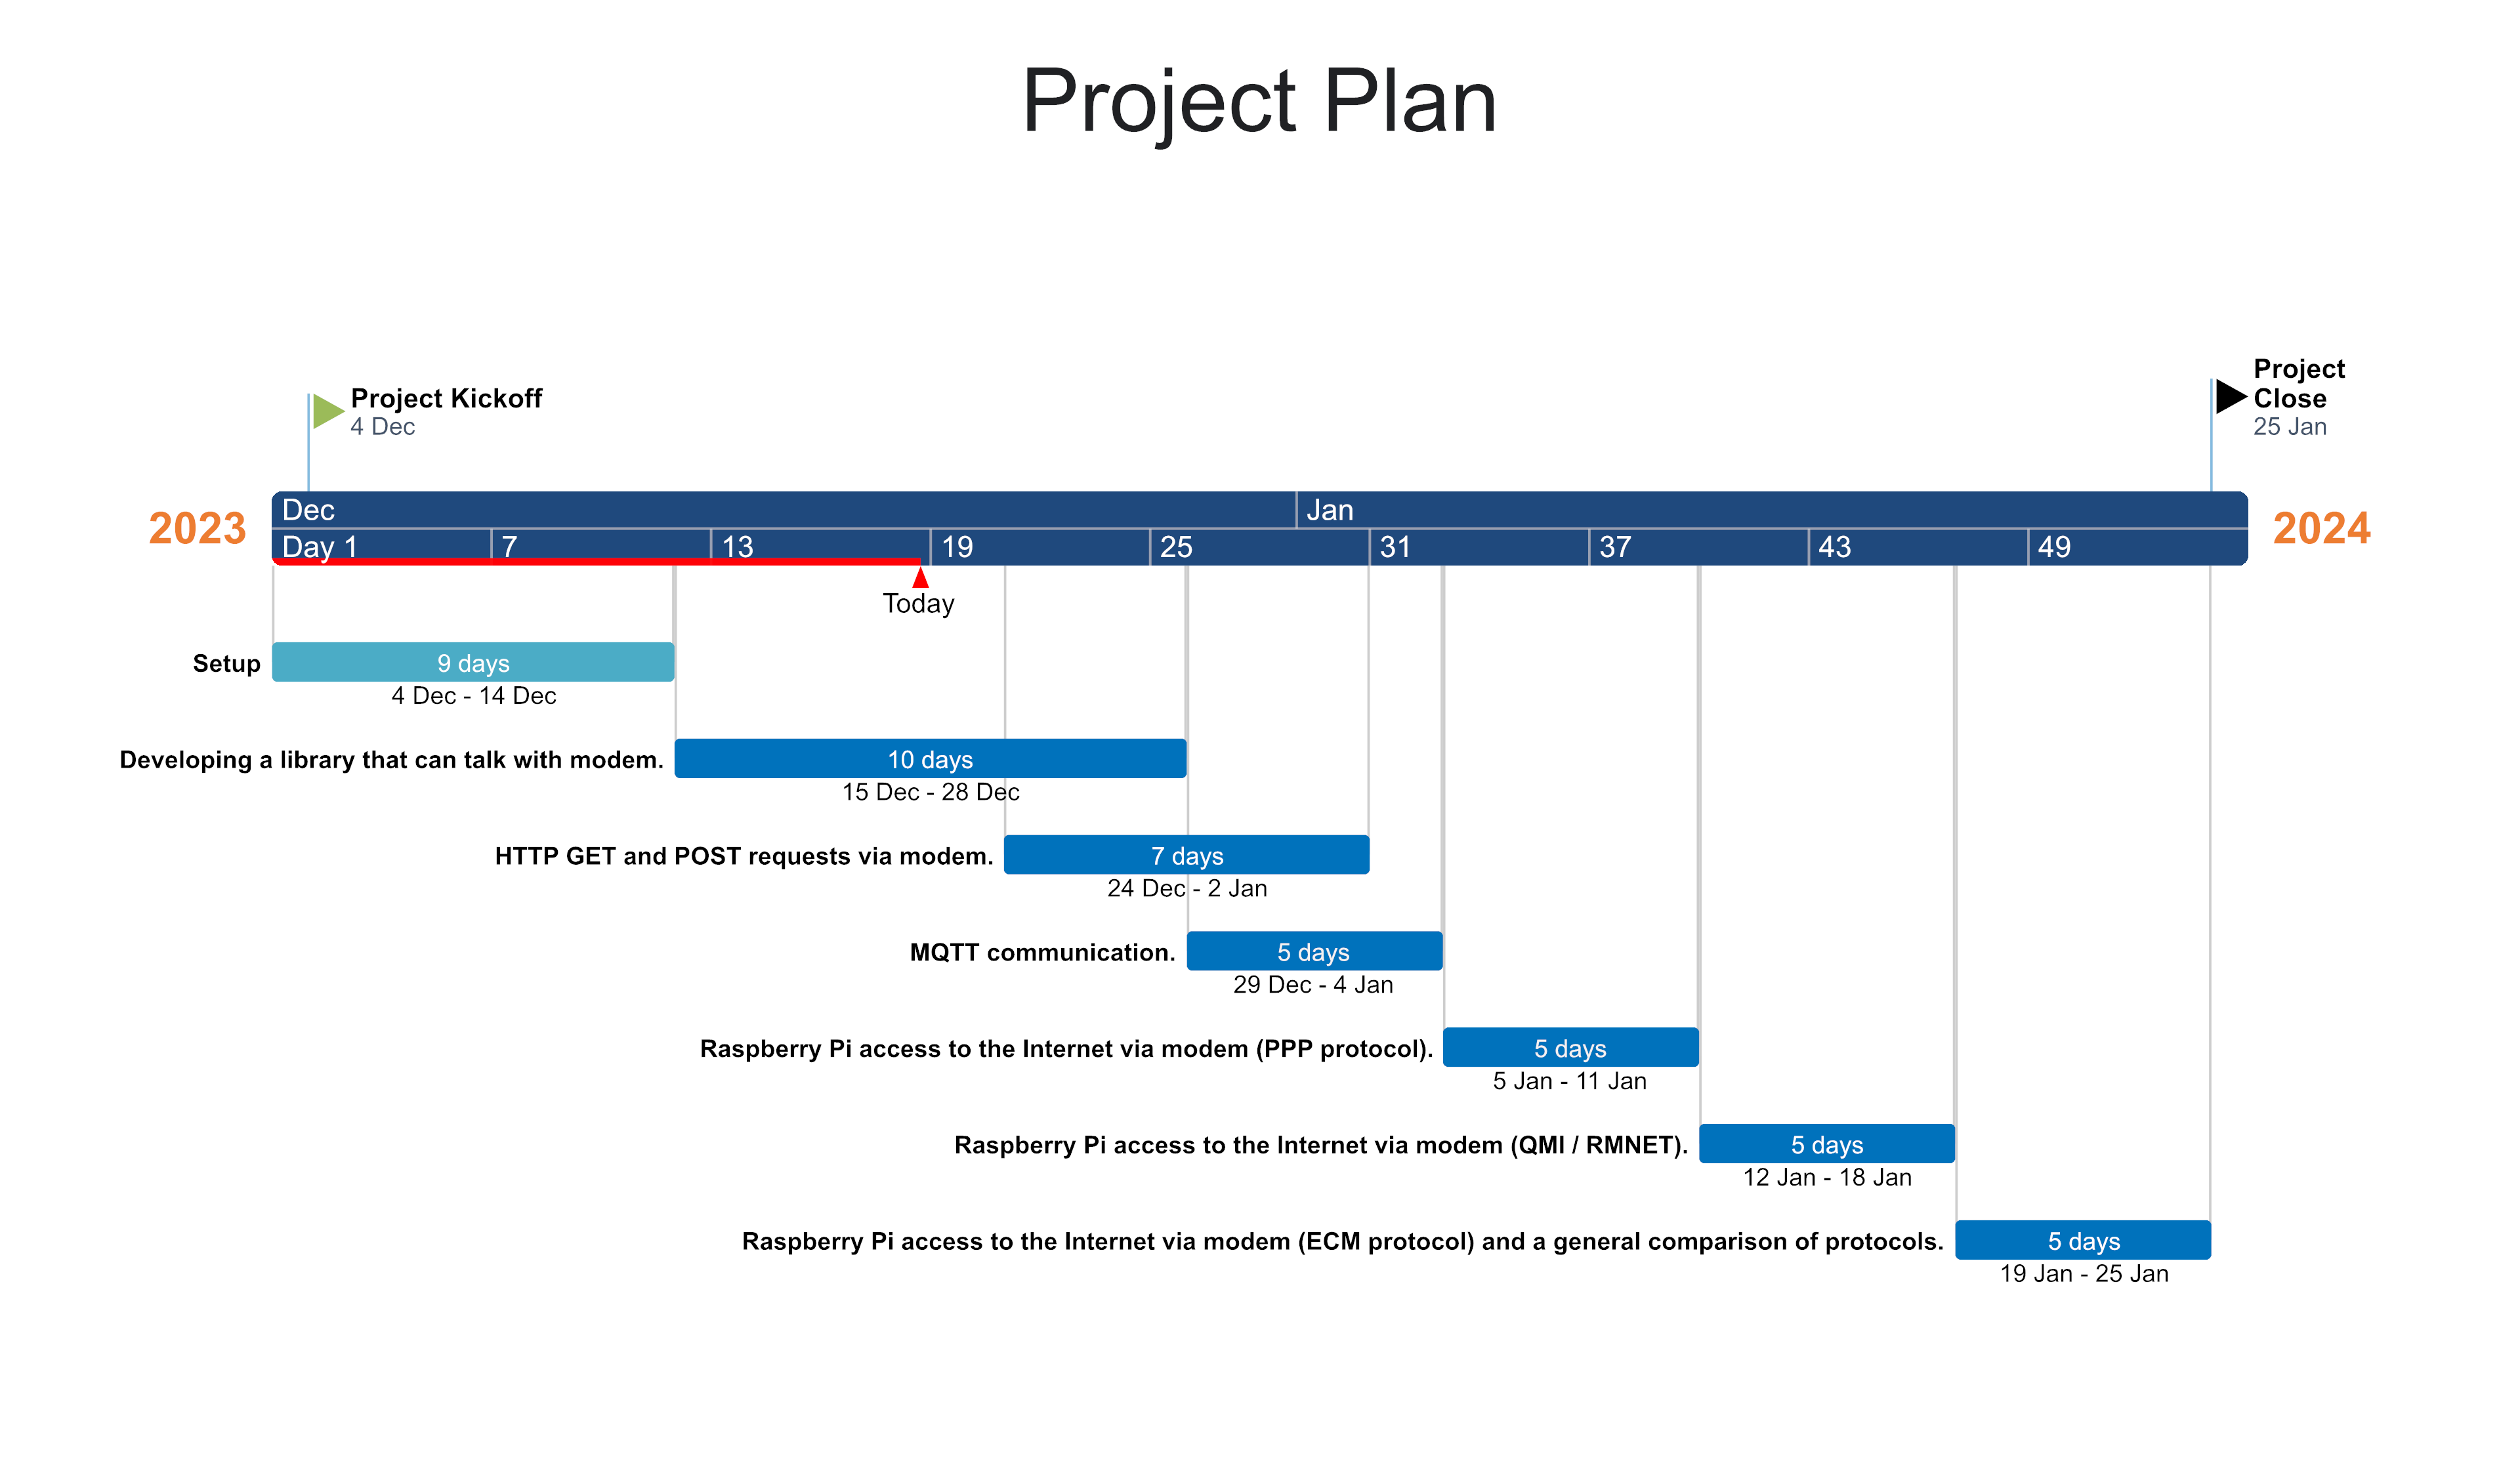 Project Plan
Project Kickoff
4 Dec
Project
Close
25 Jan
2023
Dec
Jan
2024
Day 1
7
13
19
25
31
37
43
49
Today
Setup
9 days
4 Dec - 14 Dec
Developing a library that can talk with modem.
10 days
15 Dec - 28 Dec
HTTP GET and POST requests via modem.
7 days
24 Dec - 2 Jan
MQTT communication.
5 days
29 Dec - 4 Jan
Raspberry Pi access to the Internet via modem (PPP protocol).
5 days
5 Jan - 11 Jan
Raspberry Pi access to the Internet via modem (QMI / RMNET).
5 days
12 Jan - 18 Jan
Raspberry Pi access to the Internet via modem (ECM protocol) and a general comparison of protocols.
5 days
19 Jan - 25 Jan